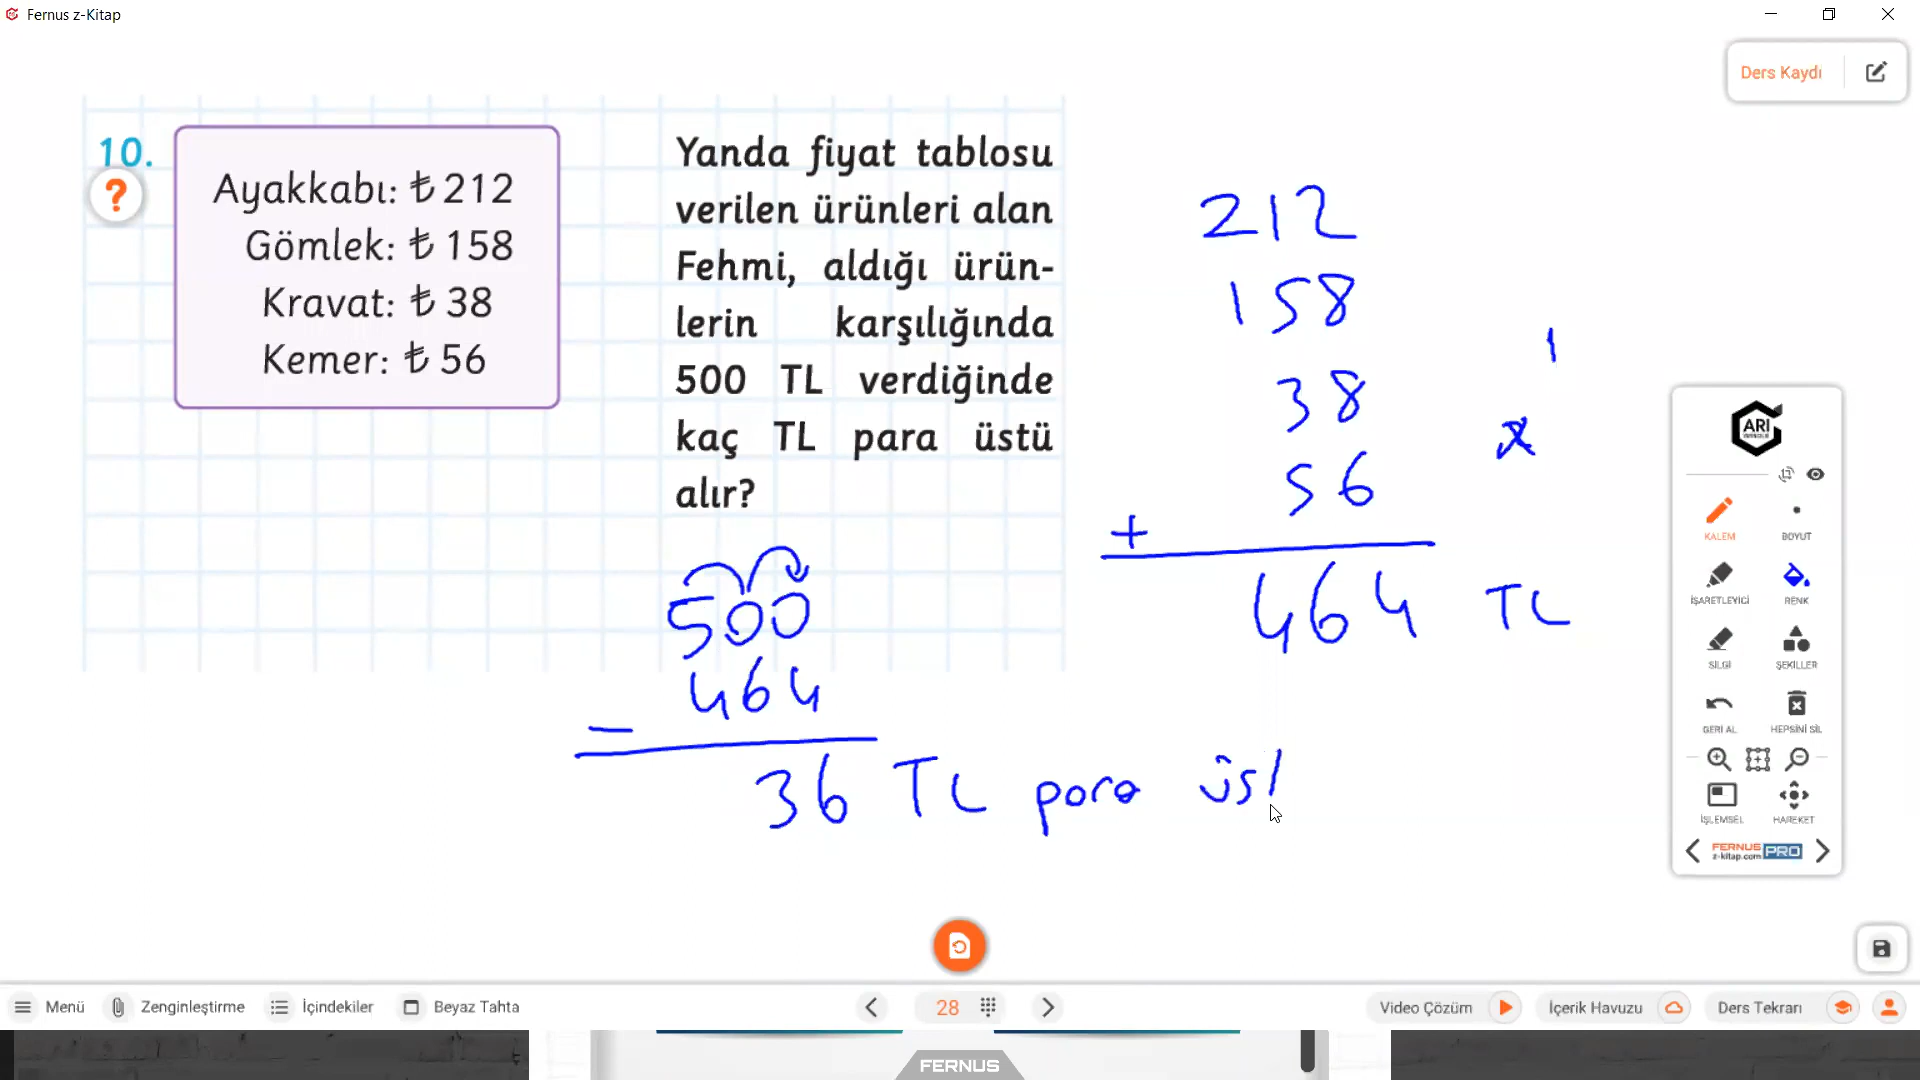 Fernus z-Kitap
Ders Kaydı
10.
?
Ayakkabı: ₺ 212
Gömlek: ₺ 158
Kravat: ₺ 38
Kemer: ₺ 56
Yanda fiyat tablosu
verilen ürünleri alan
Fehmi, aldığı ürün-
lerin karşılığında
500 TL verdiğinde
kaç TL para üstü
alır?
212
158
38
56
+
464 TL
1
2
500
464
-
36 TL para üst
ARI
KALEM
BOYUT
İŞARETLEYİCİ
RENK
SİLGİ
ŞEKİLLER
GERİ AL
HEPSİNİ SİL
İŞLEMSEL
HAREKET
FERNUS
z-kitap.com PRO
Menü
Zenginleştirme
İçindekiler
Beyaz Tahta
28
Video Çözüm
İçerik Havuzu
Ders Tekrarı
FERNUS